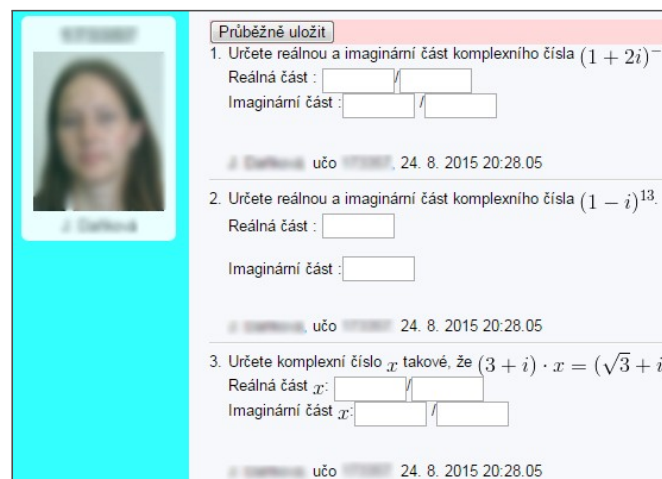 Průběžně uložit
1. Určete reálnou a imaginární část komplexního čísla (1 + 2i)⁻
Reálná část : /
Imaginární část : /
učo , 24. 8. 2015 20:28.05
2. Určete reálnou a imaginární část komplexního čísla (1 − i)¹³.
Reálná část :
Imaginární část :
, učo 24. 8. 2015 20:28.05
3. Určete komplexní číslo x takové, že (3 + i) · x = (√3 + i
Reálná část x: /
Imaginární část x: /
učo 24. 8. 2015 20:28.05